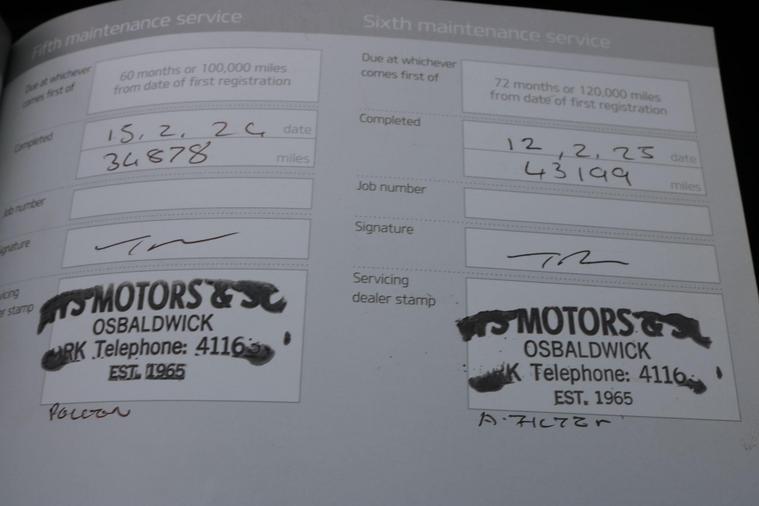 Fifth maintenance service
Due at whichever
comes first of
60 months or 100,000 miles
from date of first registration
Completed
15.2.24 date
34878 miles
Job number
Signature
MOTORS &
OSBALDWICK
Telephone: 4116
EST. 1965
POLLEN
Sixth maintenance service
Due at whichever
comes first of
72 months or 120,000 miles
from date of first registration
Completed
12.2.25 date
43199 miles
Job number
Signature
Servicing
dealer stamp
MOTORS &
OSBALDWICK
Telephone: 4116
EST. 1965
A.FILTER